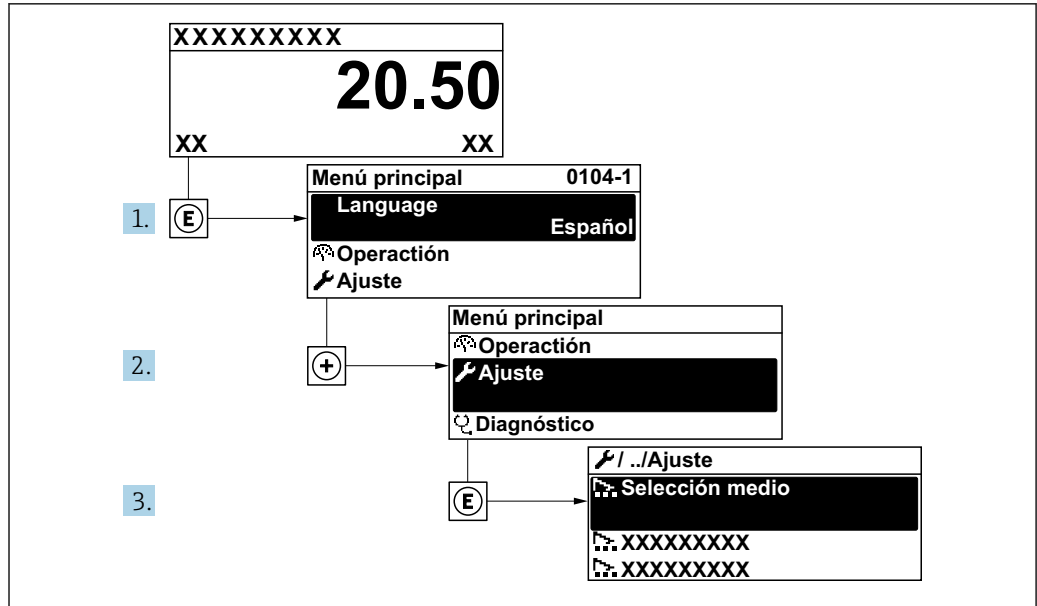 XXXXXXXXX
20.50
XX XX
1. E
Menú principal 0104-1
Language
Español
Operactión
Ajuste
2. +
Menú principal
Operactión
Ajuste
Diagnóstico
3. E
/ ../Ajuste
Selección medio
XXXXXXXXX
XXXXXXXXX